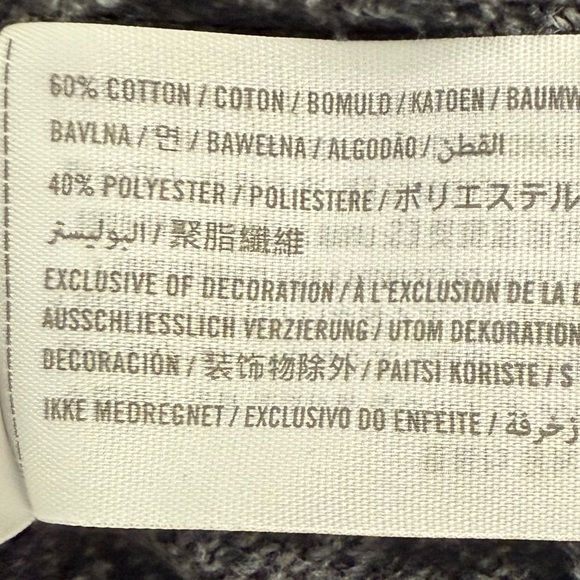 60% COTTON / COTON / BOMULD / KATOEN / BAUMW
BAVLNA / 면 / BAWEŁNA / ALGODÃO / القطن
40% POLYESTER / POLIESTERE / ポリエステル
البوليستر / 聚脂纖維
EXCLUSIVE OF DECORATION / À L'EXCLUSION DE LA
AUSSCHLIESSLICH VERZIERUNG / UTOM DEKORATION
DECORACIÓN / 装饰物除外 / PAITSI KORISTE / S
IKKE MEDREGNET / EXCLUSIVO DO ENFEITE / زخرفة